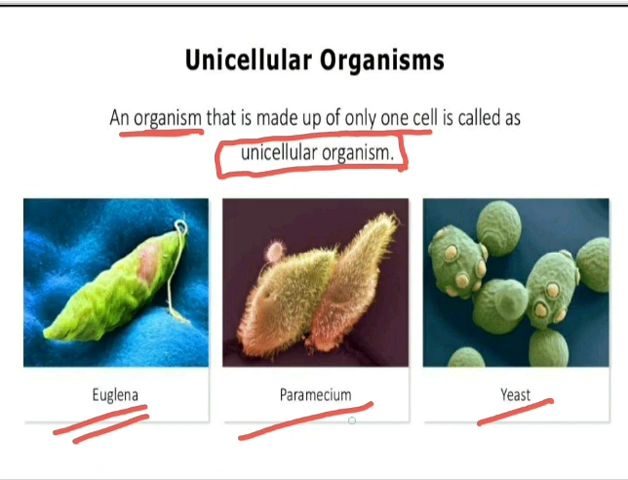 Unicellular Organisms
An organism that is made up of only one cell is called as
unicellular organism.
Euglena
Paramecium
Yeast